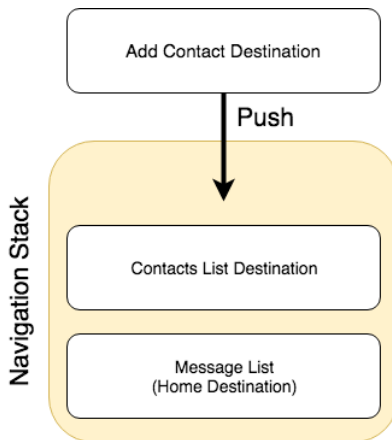 Add Contact Destination
Push
Navigation Stack
Contacts List Destination
Message List
(Home Destination)